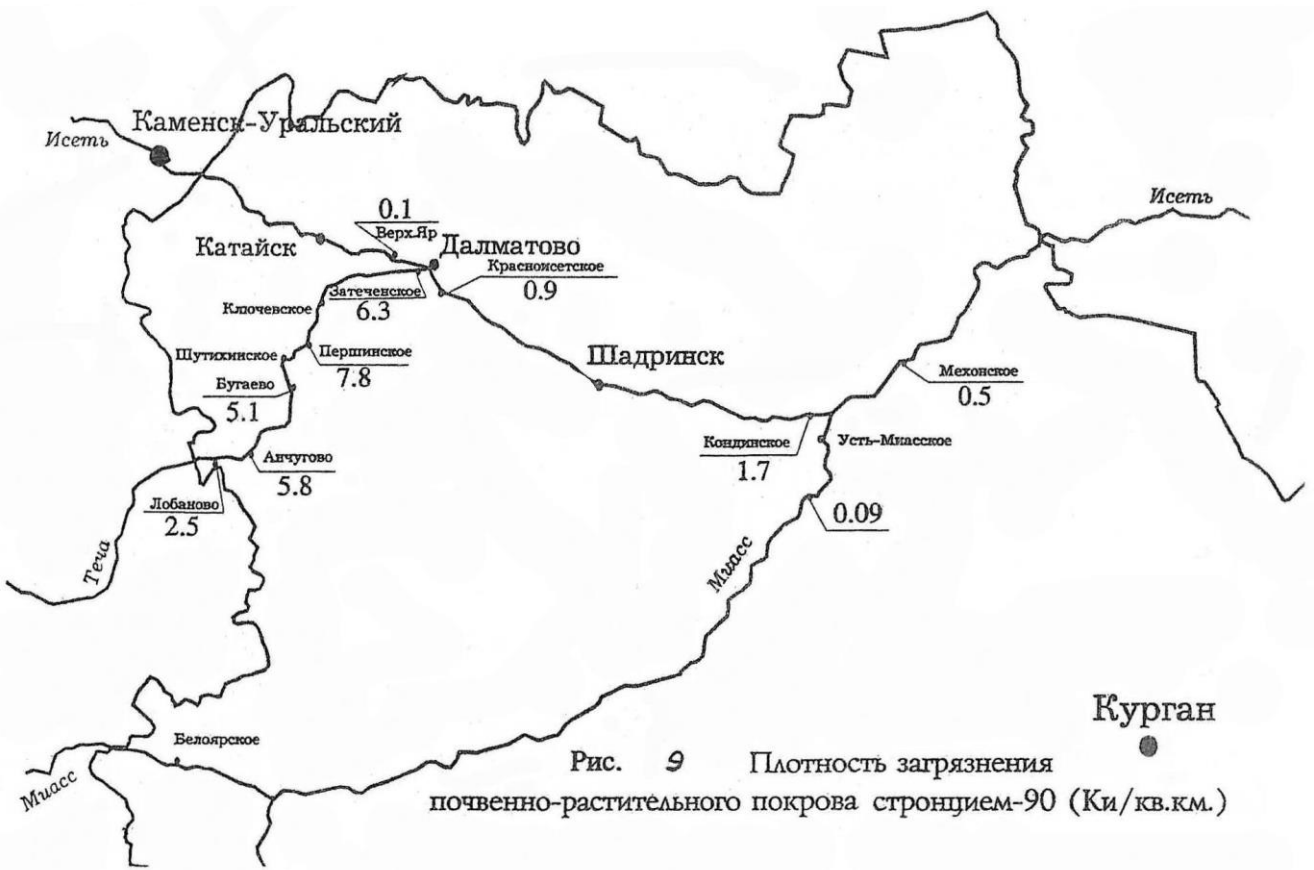 Каменск-Уральский
Исеть
Исеть
0.1
Верх.Яр
Катайск
Далматово
Красноисетское
0.9
Затеченское
6.3
Ключевское
Шутихинское
Першинское
7.8
Шадринск
Бугаево
5.1
Мехонское
0.5
Кондинское
1.7
Усть-Миасское
Анчугово
5.8
Лобаново
2.5
0.09
Теча
Миасс
Курган
Белоярское
Миасс
Рис. 9 Плотность загрязнения
почвенно-растительного покрова стронцием-90 (Ки/кв.км.)